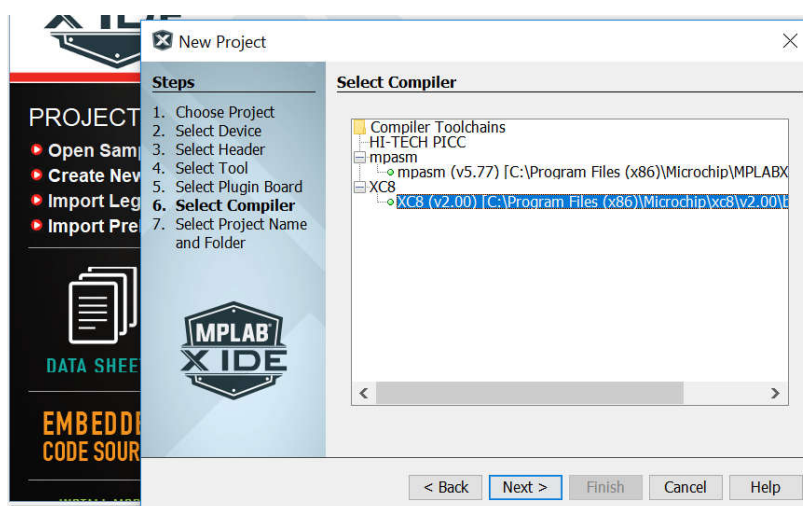 New Project
Steps
1. Choose Project
2. Select Device
3. Select Header
4. Select Tool
5. Select Plugin Board
6. Select Compiler
7. Select Project Name
and Folder
MPLAB
X IDE
Select Compiler
Compiler Toolchains
HI-TECH PICC
mpasm
mpasm (v5.77) [C:\Program Files (x86)\Microchip\MPLABX
XC8
XC8 (v2.00) [C:\Program Files (x86)\Microchip\xc8\v2.00\b
< Back
Next >
Finish
Cancel
Help
PROJECT
Open Sam
Create New
Import Leg
Import Pre
DATA SHEE
EMBEDDE
CODE SOUR